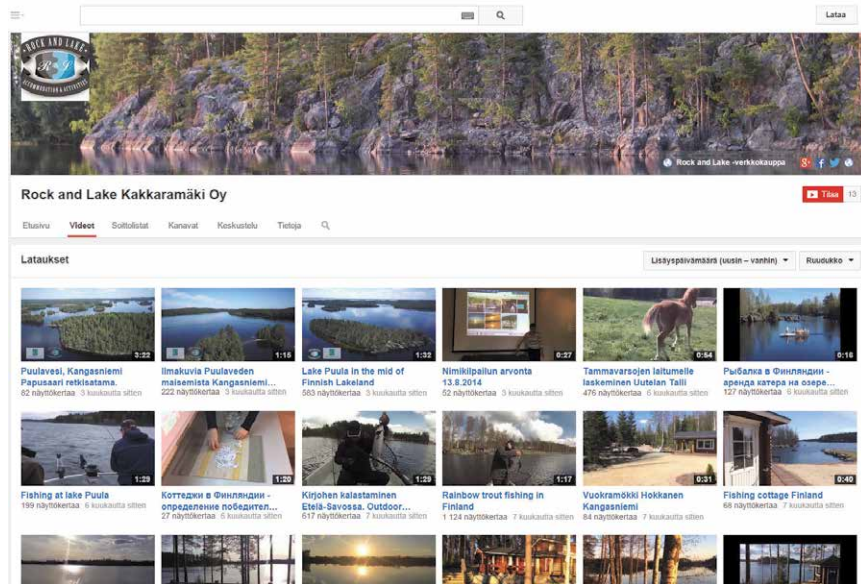 Lataa
ROCK AND LAKE
R & L
ACCOMMODATION & ACTIVITIES
Rock and Lake -verkkokauppa
Rock and Lake Kakkaramäki Oy
Tilaa 13
Etusivu Videot Soittolistat Kanavat Keskustelu Tietoja
Lataukset
Lisäyspäivämäärä (uusin – vanhin) Ruudukko
3:22 1:15 1:32 0:27 0:54 0:16
Puulavesi, Kangasniemi
Papusaari retkisatama.
82 näyttökertaa 3 kuukautta sitten
Ilmakuvia Puulaveden
maisemista Kangasniemi...
222 näyttökertaa 3 kuukautta sitten
Lake Puula in the mid of
Finnish Lakeland
583 näyttökertaa 3 kuukautta sitten
Nimikilpailun arvonta
13.8.2014
52 näyttökertaa 3 kuukautta sitten
Tammavarsojen laitumelle
laskeminen Uutelan Talli
476 näyttökertaa 6 kuukautta sitten
Рыбалка в Финляндии -
аренда катера на озере...
127 näyttökertaa 6 kuukautta sitten
1:29 1:20 1:29 1:17 0:31 0:40
Fishing at lake Puula
199 näyttökertaa 6 kuukautta sitten
Коттеджи в Финляндии -
определение победител...
27 näyttökertaa 6 kuukautta sitten
Kirjohen kalastaminen
Etelä-Savossa. Outdoor...
617 näyttökertaa 7 kuukautta sitten
Rainbow trout fishing in
Finland
1 124 näyttökertaa 7 kuukautta sitten
Vuokramökki Hokkanen
Kangasniemi
84 näyttökertaa 7 kuukautta sitten
Fishing cottage Finland
68 näyttökertaa 7 kuukautta sitten